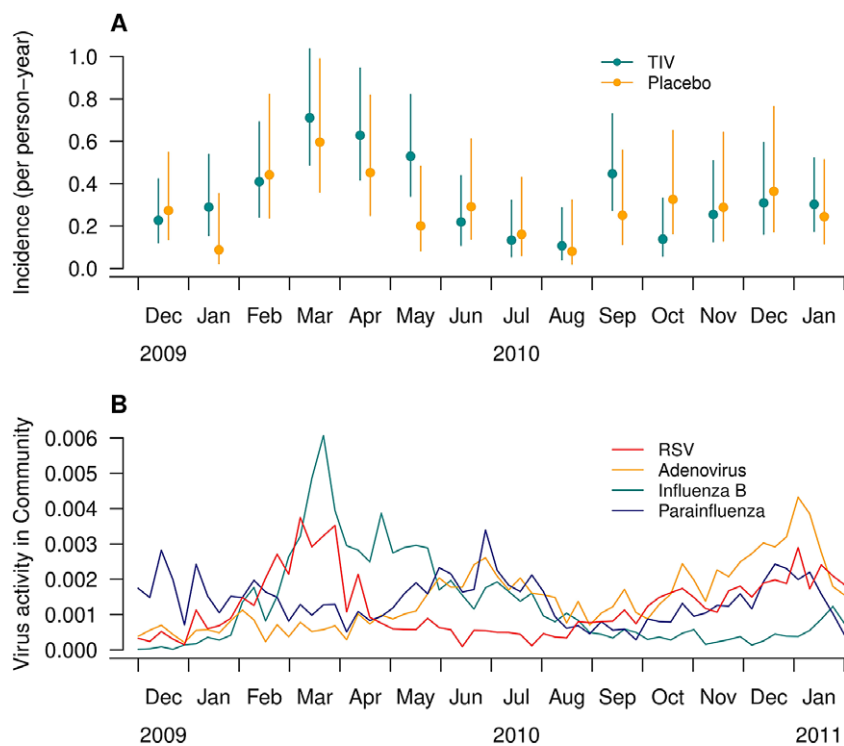 A
Incidence (per person−year)
1.0
0.8
0.6
0.4
0.2
0.0
TIV
Placebo
Dec Jan Feb Mar Apr May Jun Jul Aug Sep Oct Nov Dec Jan
2009 2010
B
Virus activity in Community
0.006
0.005
0.004
0.003
0.002
0.001
0.000
RSV
Adenovirus
Influenza B
Parainfluenza
Dec Jan Feb Mar Apr May Jun Jul Aug Sep Oct Nov Dec Jan
2009 2010 2011